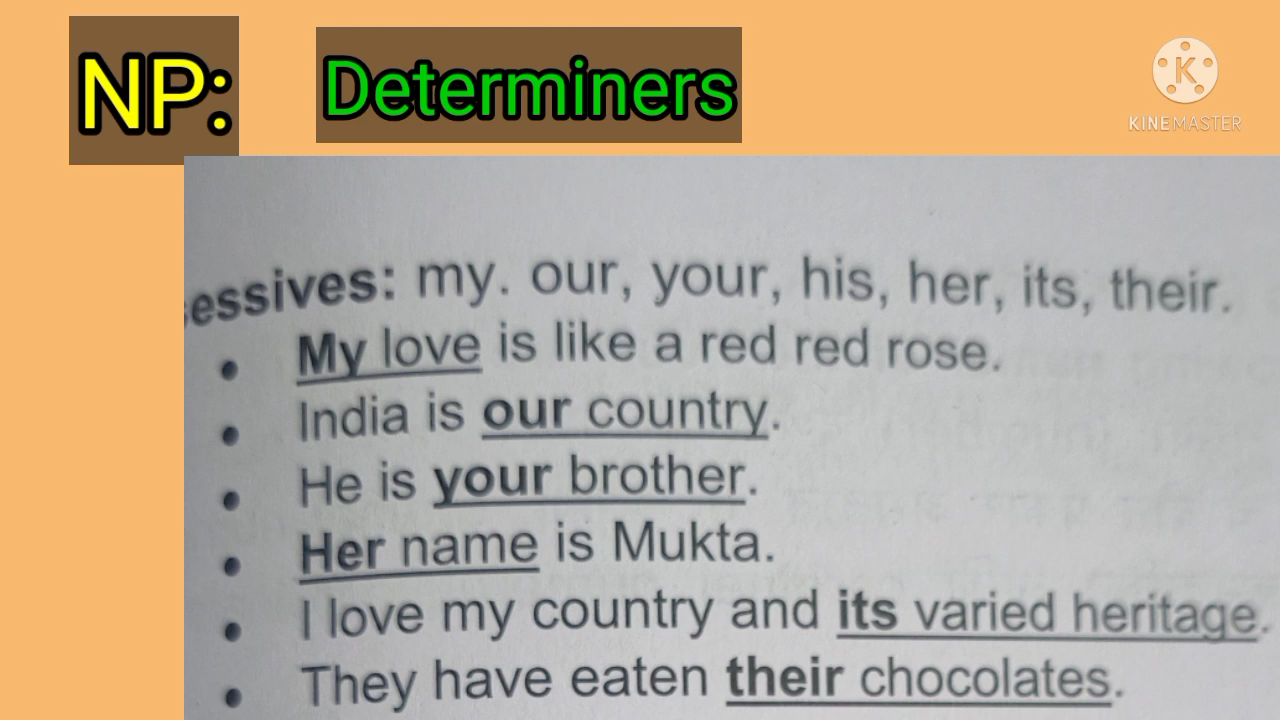 NP:
Determiners
KINEMASTER
essives: my. our, your, his, her, its, their.
My love is like a red red rose.
India is our country.
He is your brother.
Her name is Mukta.
I love my country and its varied heritage.
They have eaten their chocolates.